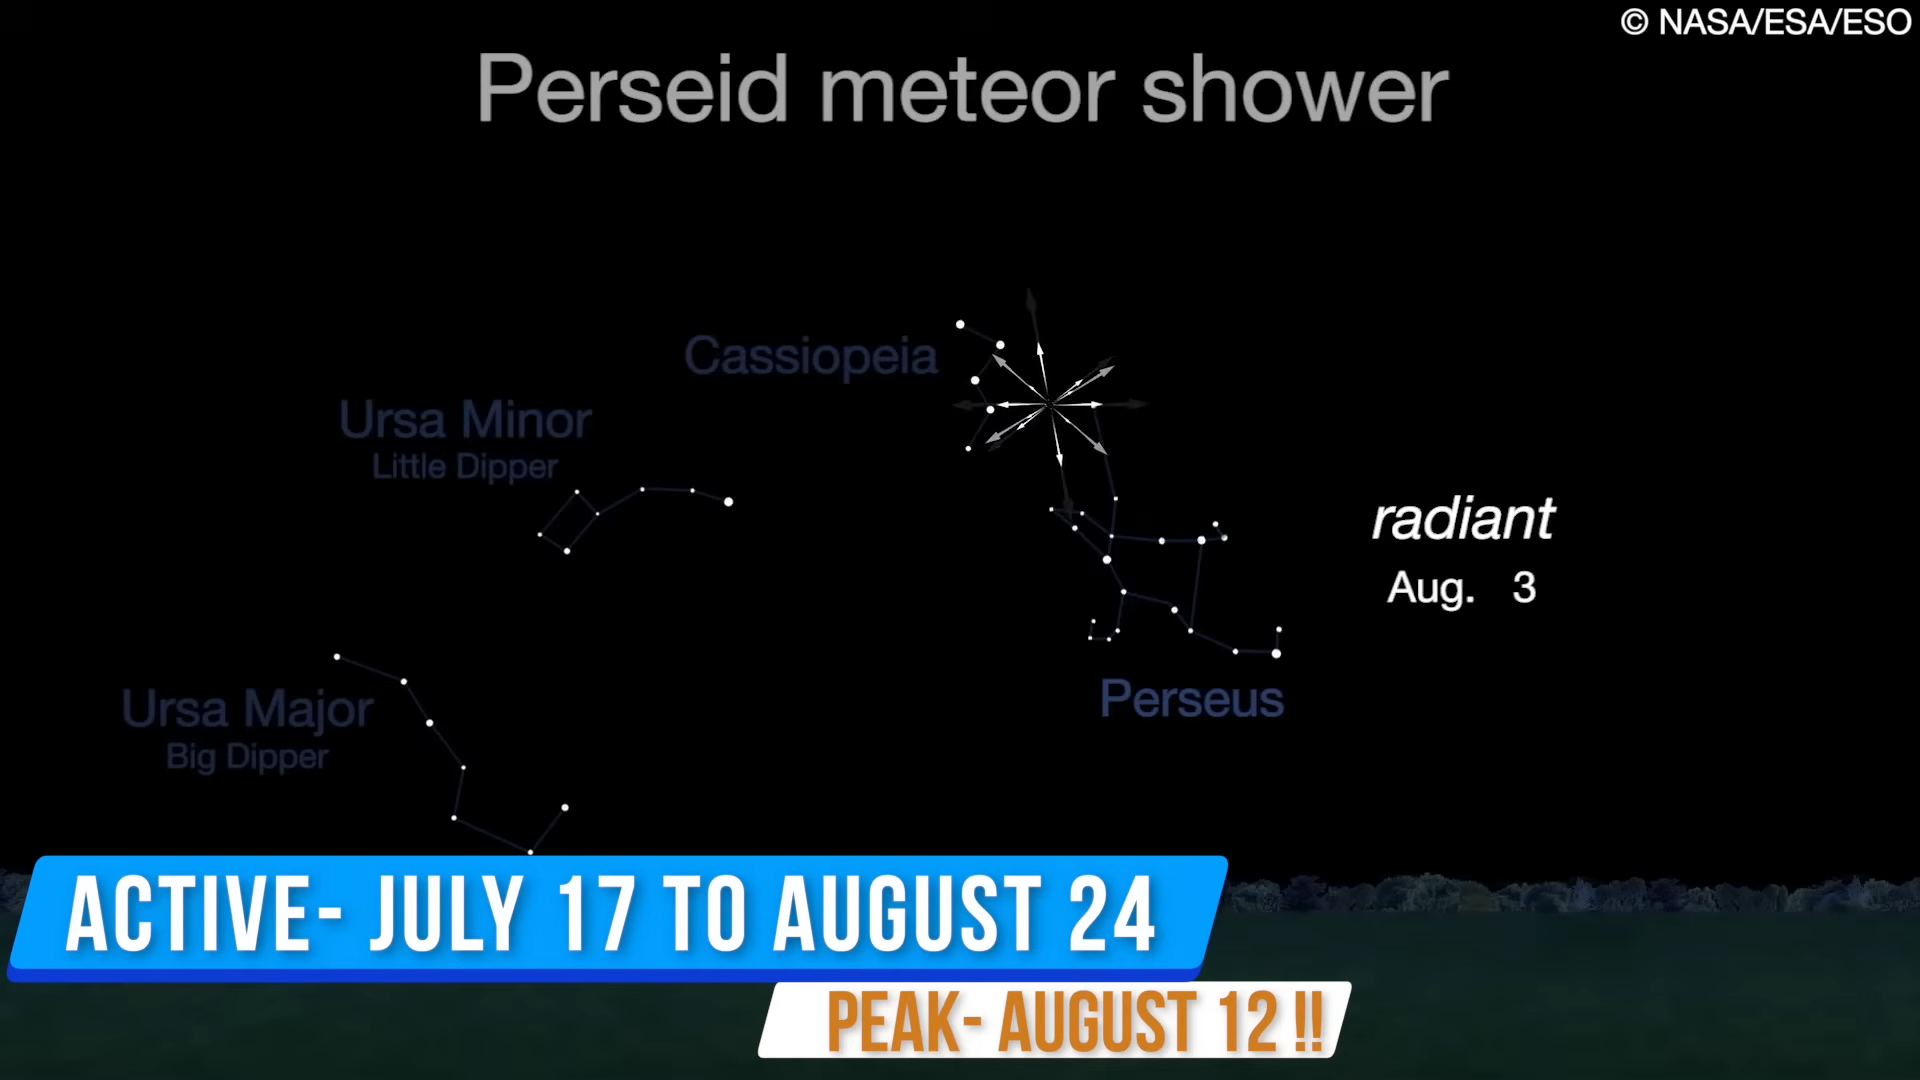 © NASA/ESA/ESO
Perseid meteor shower
Cassiopeia
Ursa Minor
Little Dipper
radiant
Aug. 3
Perseus
Ursa Major
Big Dipper
ACTIVE- JULY 17 TO AUGUST 24
PEAK- AUGUST 12 !!